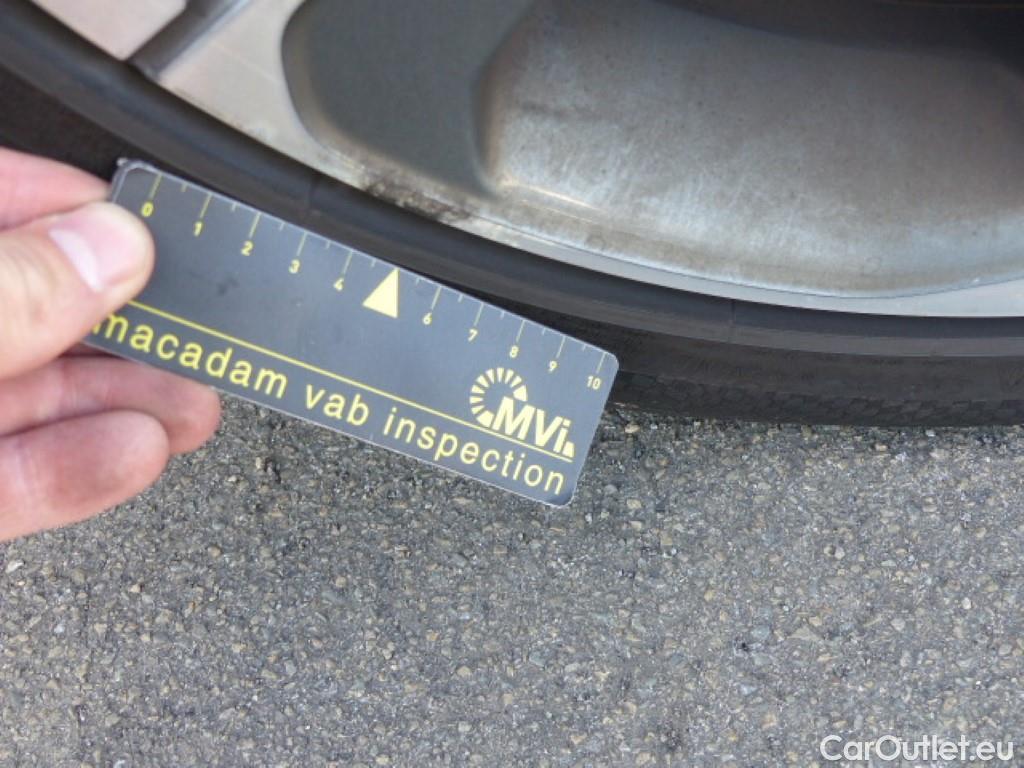 0 1 2 3 4 6 7 8 9 10
MVi
macadam vab inspection
CarOutlet.eu